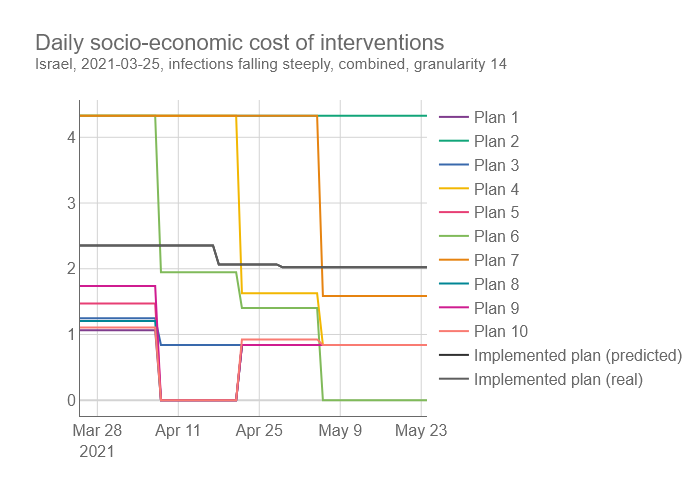 Daily socio-economic cost of interventions
Israel, 2021-03-25, infections falling steeply, combined, granularity 14
4
3
2
1
0
Mar 28
2021
Apr 11
Apr 25
May 9
May 23
Plan 1
Plan 2
Plan 3
Plan 4
Plan 5
Plan 6
Plan 7
Plan 8
Plan 9
Plan 10
Implemented plan (predicted)
Implemented plan (real)